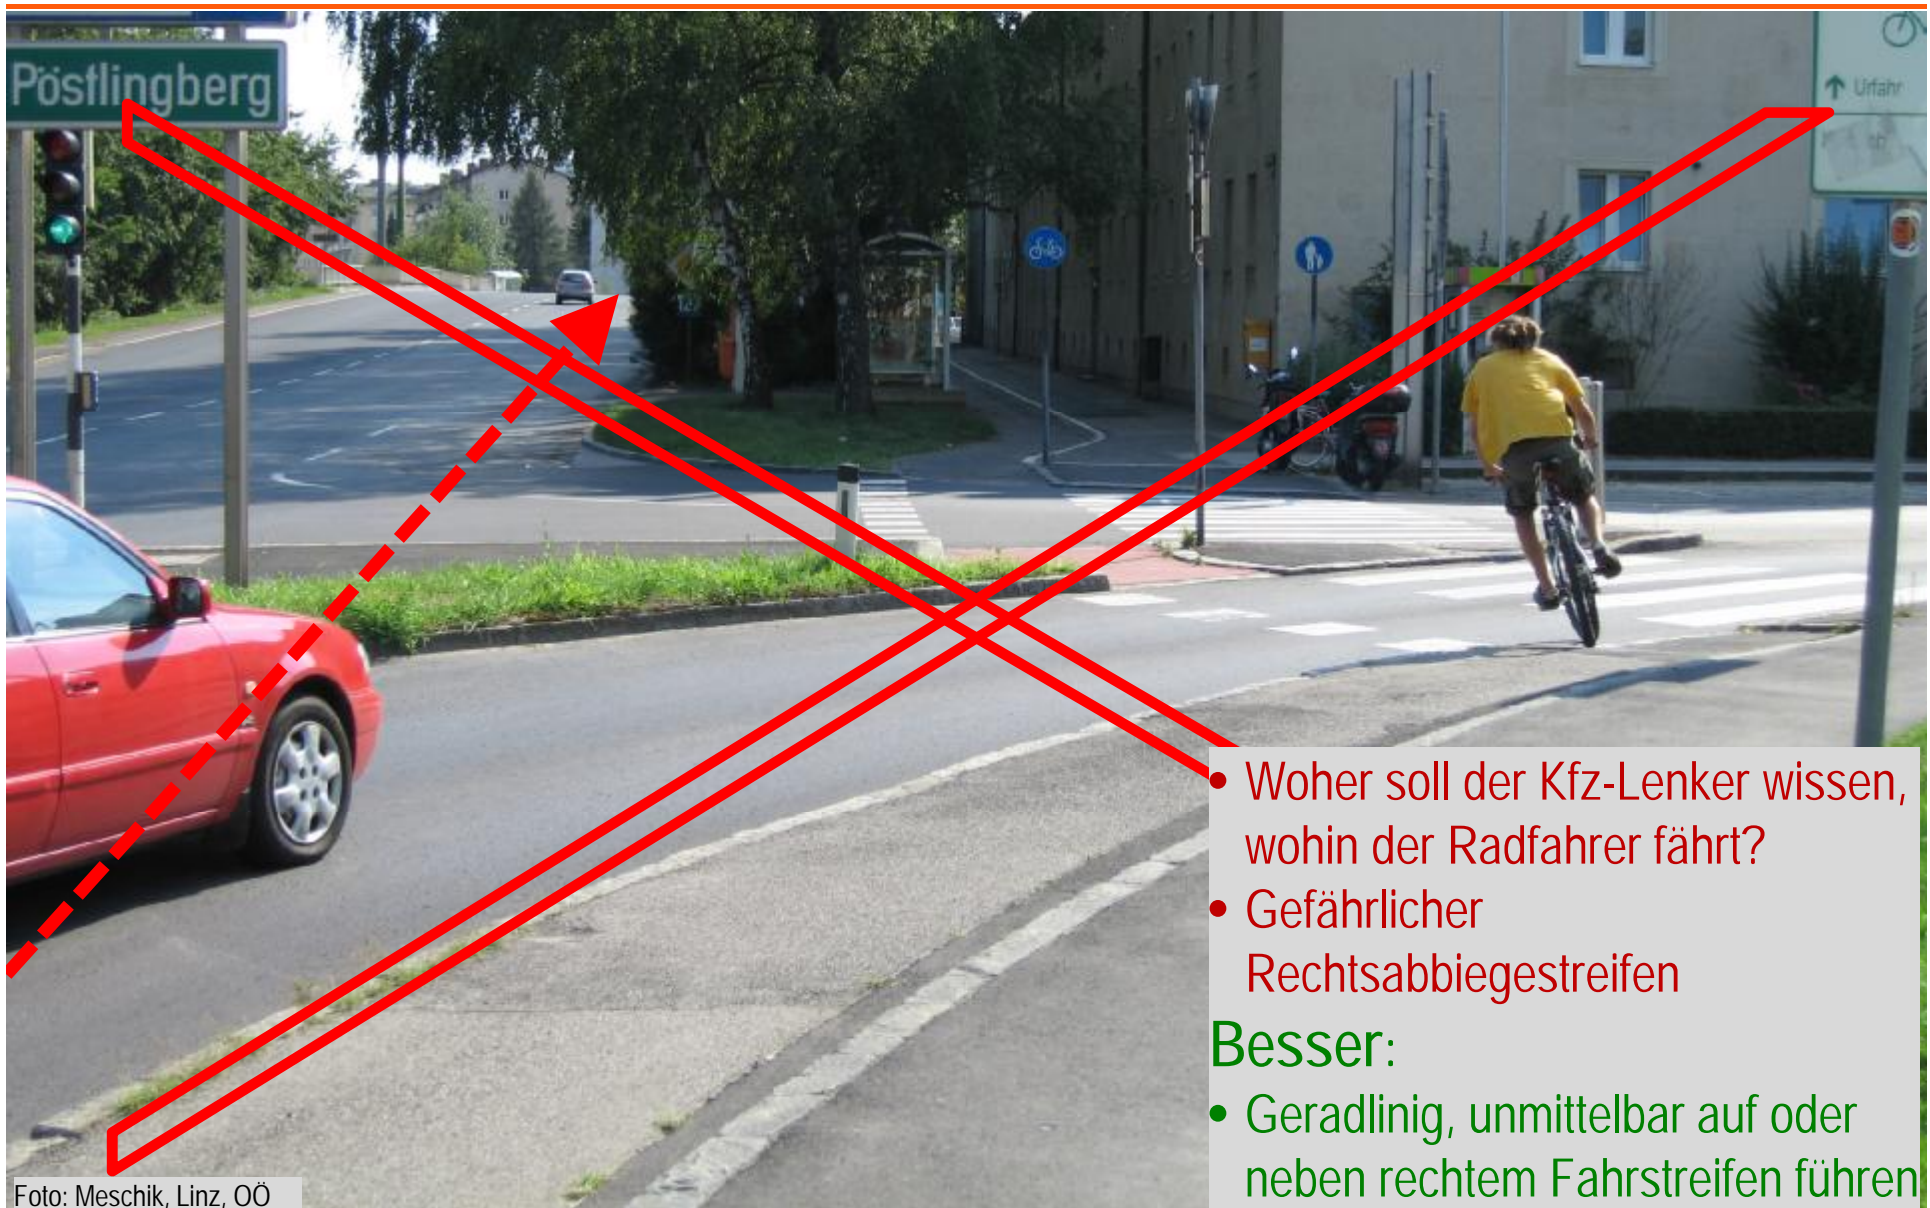 Pöstlingberg
Urfahr
• Woher soll der Kfz-Lenker wissen,
wohin der Radfahrer fährt?
• Gefährlicher
Rechtsabbiegestreifen
Besser:
• Geradlinig, unmittelbar auf oder
neben rechtem Fahrstreifen führen
Foto: Meschik, Linz, OÖ